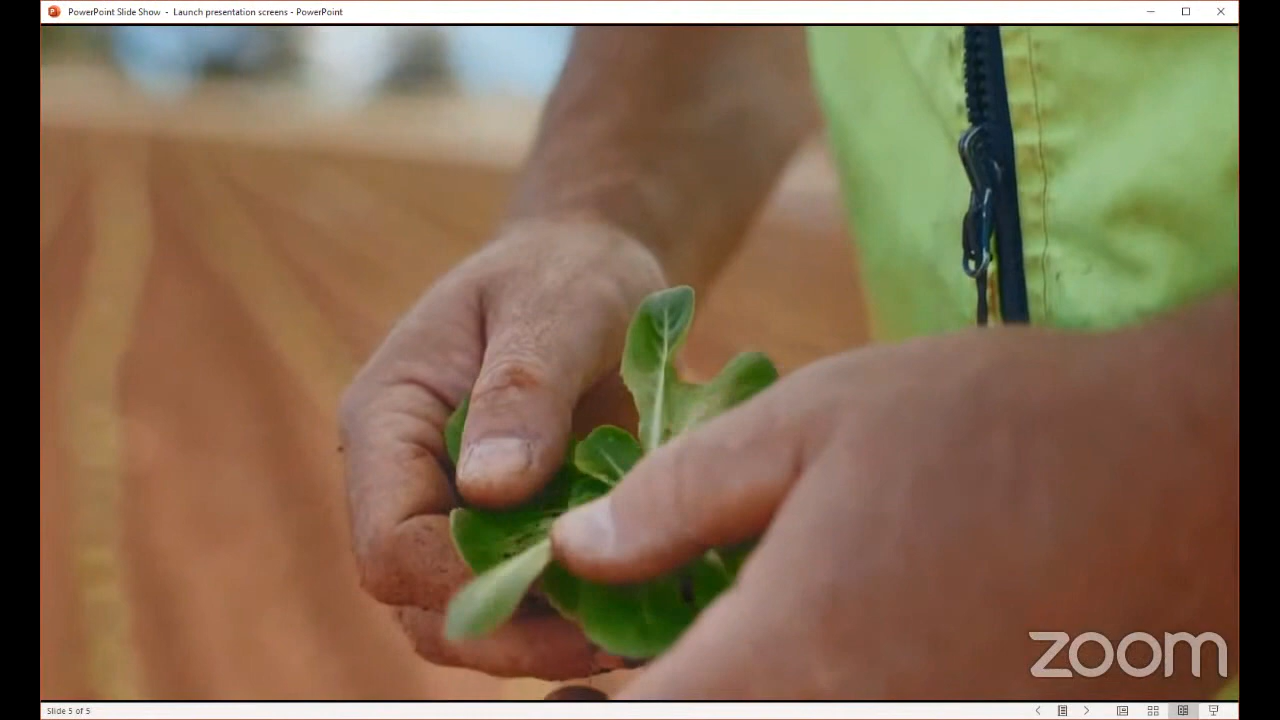 PowerPoint Slide Show - Launch presentation screens - PowerPoint
zoom
Slide 5 of 5